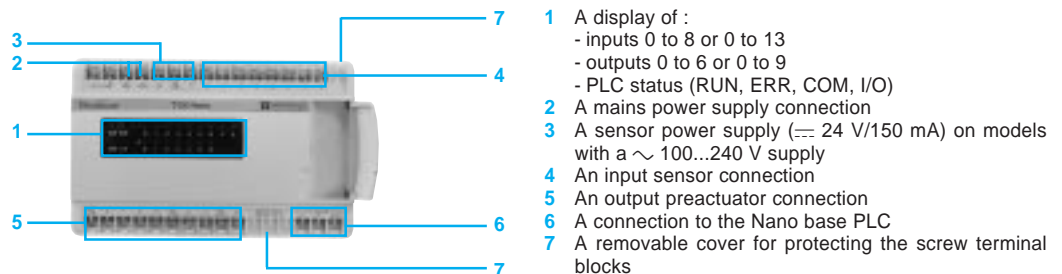 7
3
2
4
1
5
6
7
1 A display of :
- inputs 0 to 8 or 0 to 13
- outputs 0 to 6 or 0 to 9
- PLC status (RUN, ERR, COM, I/O)
2 A mains power supply connection
3 A sensor power supply (⎓ 24 V/150 mA) on models
with a ∼ 100...240 V supply
4 An input sensor connection
5 An output preactuator connection
6 A connection to the Nano base PLC
7 A removable cover for protecting the screw terminal
blocks